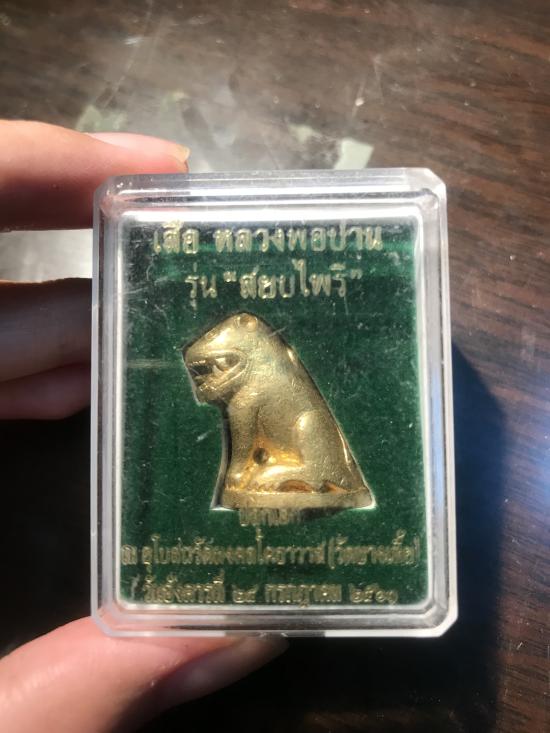 เสือ หลวงพ่อปาน
รุ่น "สยบไพรี"
ณ อุโบสถวัดมงคลโคธาวาส (วัดบางเหี้ย)
วันอังคารที่ ๒๔ กรกฎาคม ๒๕๖๑